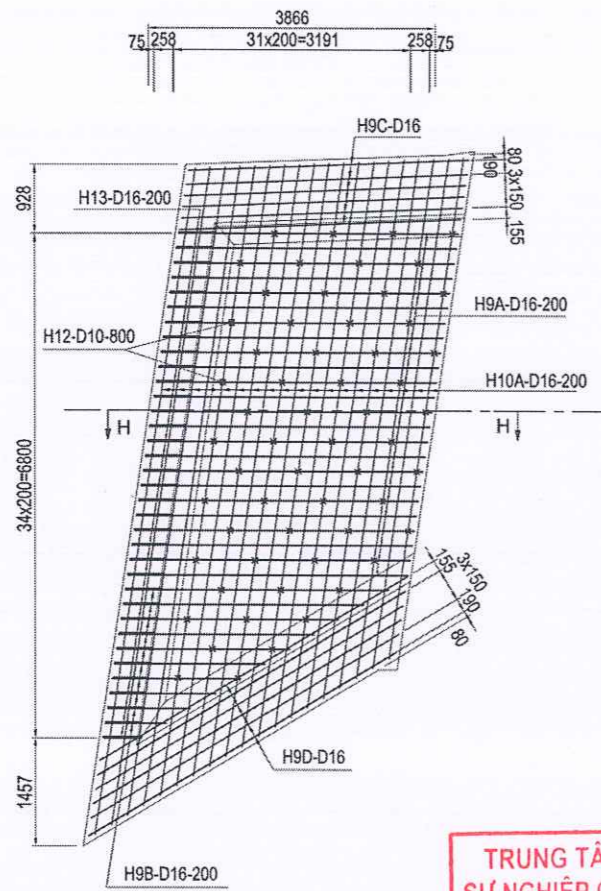 3866
75 258 31x200=3191 258 75
H9C-D16
80
190
3x150
155
928
H13-D16-200
H9A-D16-200
H12-D10-800
H10A-D16-200
H
H
34x200=6800
155
3x150
190
80
1457
H9D-D16
H9B-D16-200
TRUNG TÂ
SỰ NGHIỆP